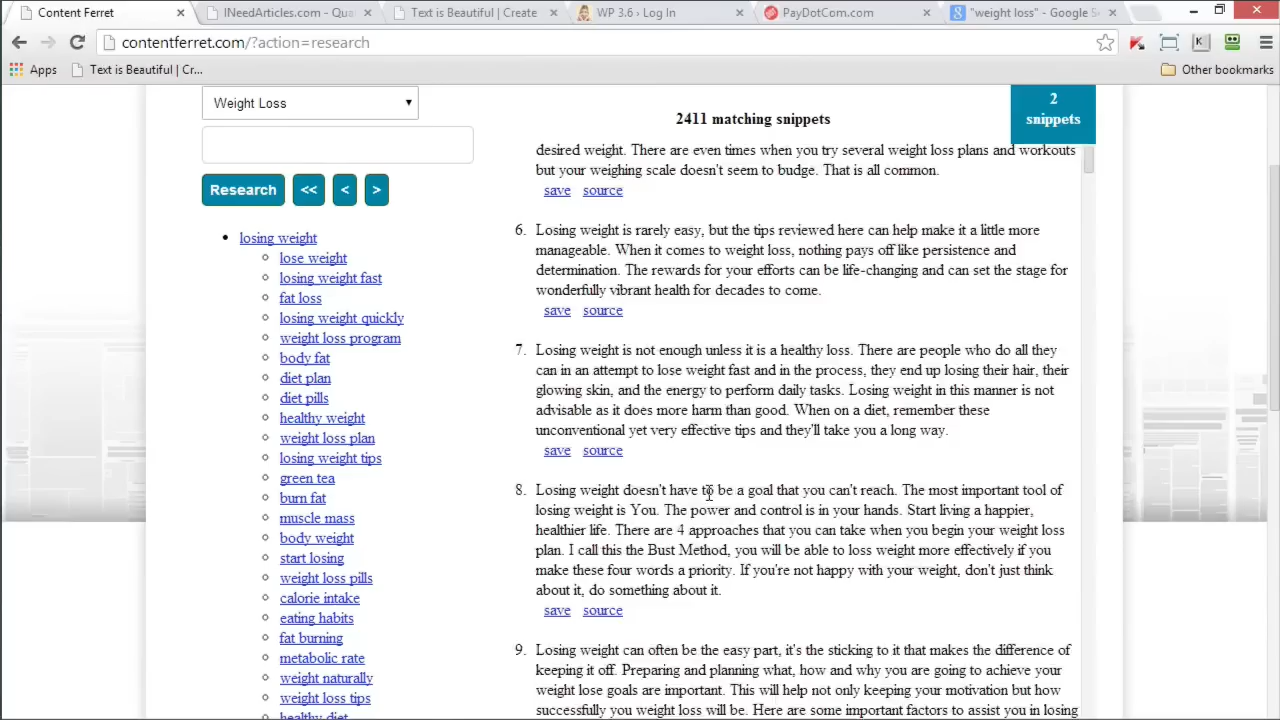 Content Ferret
INeedArticles.com - Qua
Text is Beautiful | Create
WP 3.6 › Log In
PayDotCom.com
"weight loss" - Google Se
contentferret.com/?action=research
Apps
Text is Beautiful | Cr...
Other bookmarks
Weight Loss
2411 matching snippets
2
snippets
Research
<<
<
>
losing weight
lose weight
losing weight fast
fat loss
losing weight quickly
weight loss program
body fat
diet plan
diet pills
healthy weight
weight loss plan
losing weight tips
green tea
burn fat
muscle mass
body weight
start losing
weight loss pills
calorie intake
eating habits
fat burning
metabolic rate
weight naturally
weight loss tips
healthy diet
desired weight. There are even times when you try several weight loss plans and workouts
but your weighing scale doesn't seem to budge. That is all common.
save source
6. Losing weight is rarely easy, but the tips reviewed here can help make it a little more
manageable. When it comes to weight loss, nothing pays off like persistence and
determination. The rewards for your efforts can be life-changing and can set the stage for
wonderfully vibrant health for decades to come.
save source
7. Losing weight is not enough unless it is a healthy loss. There are people who do all they
can in an attempt to lose weight fast and in the process, they end up losing their hair, their
glowing skin, and the energy to perform daily tasks. Losing weight in this manner is not
advisable as it does more harm than good. When on a diet, remember these
unconventional yet very effective tips and they'll take you a long way.
save source
8. Losing weight doesn't have to be a goal that you can't reach. The most important tool of
losing weight is You. The power and control is in your hands. Start living a happier,
healthier life. There are 4 approaches that you can take when you begin your weight loss
plan. I call this the Bust Method, you will be able to loss weight more effectively if you
make these four words a priority. If you're not happy with your weight, don't just think
about it, do something about it.
save source
9. Losing weight can often be the easy part, it's the sticking to it that makes the difference of
keeping it off. Preparing and planning what, how and why you are going to achieve your
weight lose goals are important. This will help not only keeping your motivation but how
successfully you weight loss will be. Here are some important factors to assist you in losing